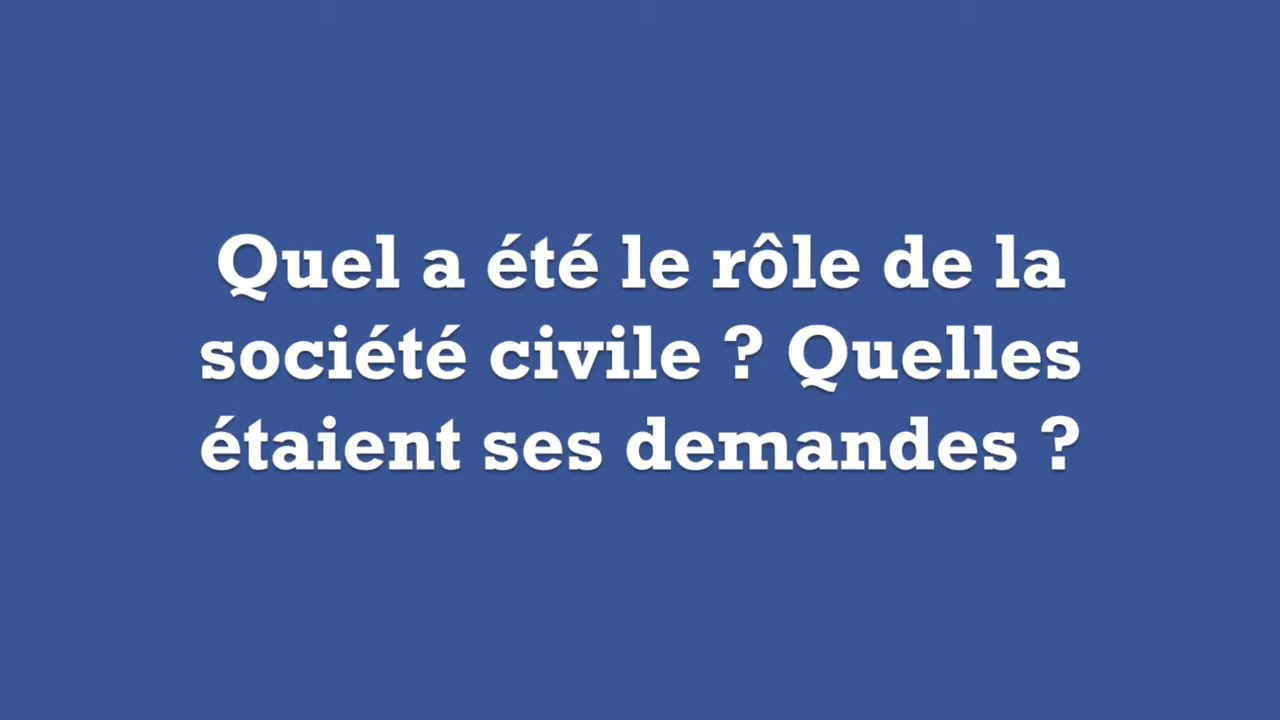 Quel a été le rôle de la
société civile ? Quelles
étaient ses demandes ?